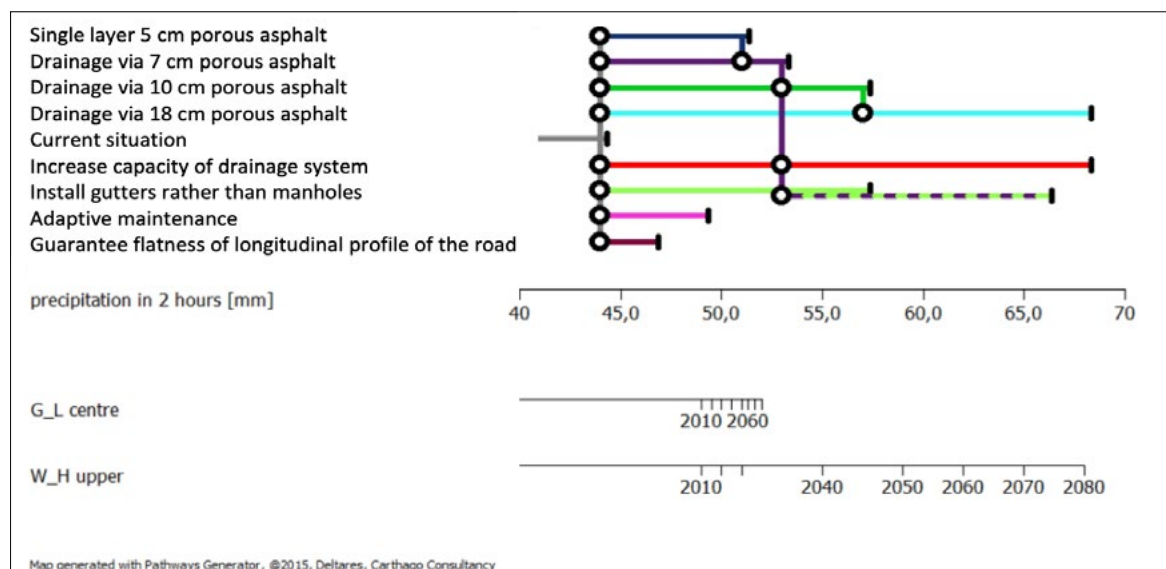 Single layer 5 cm porous asphalt
Drainage via 7 cm porous asphalt
Drainage via 10 cm porous asphalt
Drainage via 18 cm porous asphalt
Current situation
Increase capacity of drainage system
Install gutters rather than manholes
Adaptive maintenance
Guarantee flatness of longitudinal profile of the road
precipitation in 2 hours [mm]
40 45,0 50,0 55,0 60,0 65,0 70
G_L centre
2010 2060
W_H upper
2010 2040 2050 2060 2070 2080
Map generated with Pathways Generator, @2015, Deltares, Carthago Consultancy